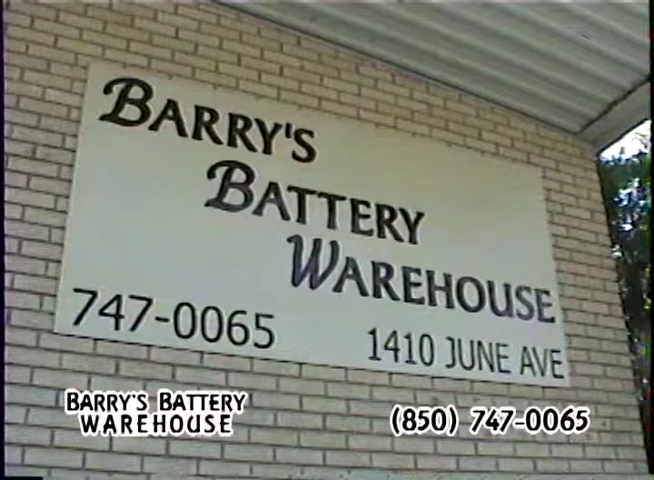 BARRY'S
BATTERY
WAREHOUSE
747-0065
1410 JUNE AVE
BARRY'S BATTERY
WAREHOUSE
(850) 747-0065